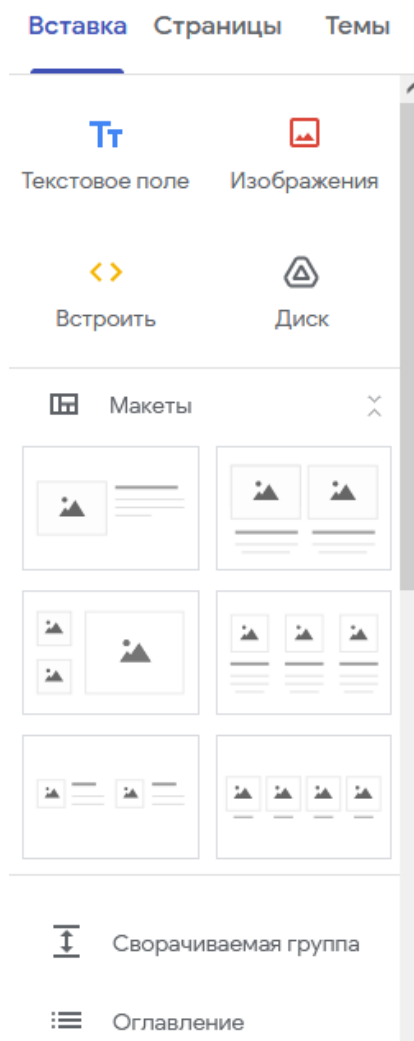 Вставка Страницы Темы
Тт
Текстовое поле Изображения
Встроить Диск
Макеты
Сворачиваемая группа
Оглавление